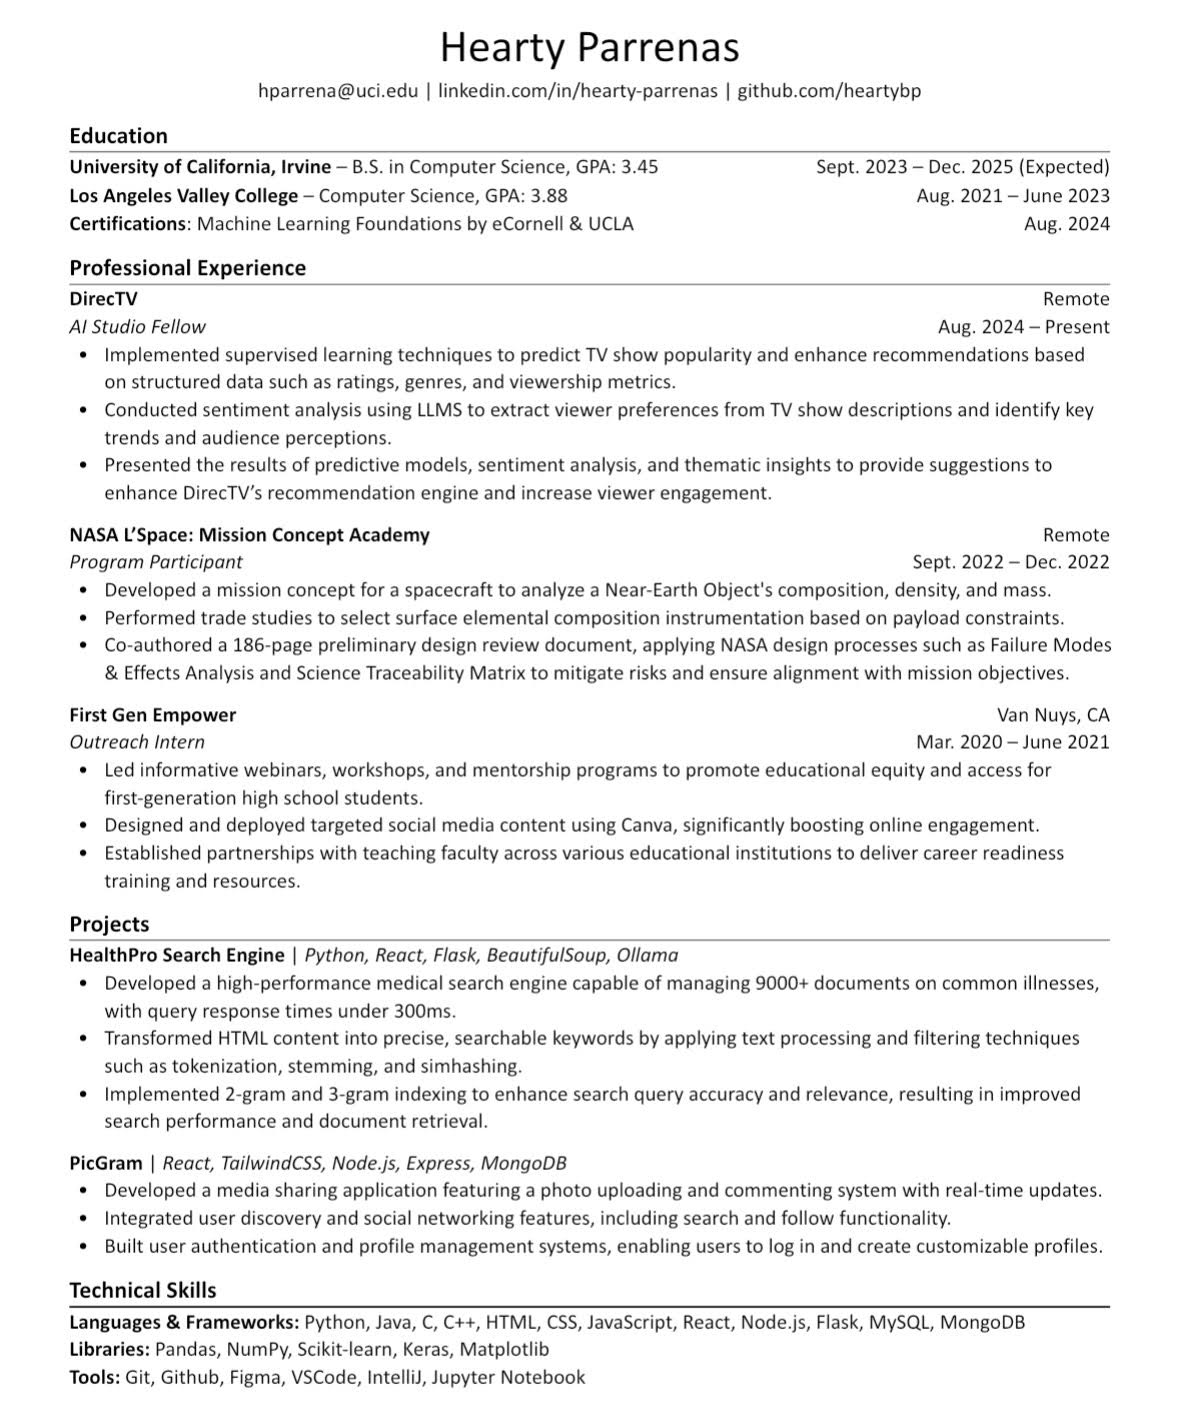 Hearty Parrenas
hparrena@uci.edu | linkedin.com/in/hearty-parrenas | github.com/heartybp
Education
University of California, Irvine – B.S. in Computer Science, GPA: 3.45 Sept. 2023 – Dec. 2025 (Expected)
Los Angeles Valley College – Computer Science, GPA: 3.88 Aug. 2021 – June 2023
Certifications: Machine Learning Foundations by eCornell & UCLA Aug. 2024
Professional Experience
DirecTV Remote
AI Studio Fellow Aug. 2024 – Present
• Implemented supervised learning techniques to predict TV show popularity and enhance recommendations based
on structured data such as ratings, genres, and viewership metrics.
• Conducted sentiment analysis using LLMS to extract viewer preferences from TV show descriptions and identify key
trends and audience perceptions.
• Presented the results of predictive models, sentiment analysis, and thematic insights to provide suggestions to
enhance DirecTV’s recommendation engine and increase viewer engagement.
NASA L’Space: Mission Concept Academy Remote
Program Participant Sept. 2022 – Dec. 2022
• Developed a mission concept for a spacecraft to analyze a Near-Earth Object's composition, density, and mass.
• Performed trade studies to select surface elemental composition instrumentation based on payload constraints.
• Co-authored a 186-page preliminary design review document, applying NASA design processes such as Failure Modes
& Effects Analysis and Science Traceability Matrix to mitigate risks and ensure alignment with mission objectives.
First Gen Empower Van Nuys, CA
Outreach Intern Mar. 2020 – June 2021
• Led informative webinars, workshops, and mentorship programs to promote educational equity and access for
first-generation high school students.
• Designed and deployed targeted social media content using Canva, significantly boosting online engagement.
• Established partnerships with teaching faculty across various educational institutions to deliver career readiness
training and resources.
Projects
HealthPro Search Engine | Python, React, Flask, BeautifulSoup, Ollama
• Developed a high-performance medical search engine capable of managing 9000+ documents on common illnesses,
with query response times under 300ms.
• Transformed HTML content into precise, searchable keywords by applying text processing and filtering techniques
such as tokenization, stemming, and simhashing.
• Implemented 2-gram and 3-gram indexing to enhance search query accuracy and relevance, resulting in improved
search performance and document retrieval.
PicGram | React, TailwindCSS, Node.js, Express, MongoDB
• Developed a media sharing application featuring a photo uploading and commenting system with real-time updates.
• Integrated user discovery and social networking features, including search and follow functionality.
• Built user authentication and profile management systems, enabling users to log in and create customizable profiles.
Technical Skills
Languages & Frameworks: Python, Java, C, C++, HTML, CSS, JavaScript, React, Node.js, Flask, MySQL, MongoDB
Libraries: Pandas, NumPy, Scikit-learn, Keras, Matplotlib
Tools: Git, Github, Figma, VSCode, IntelliJ, Jupyter Notebook